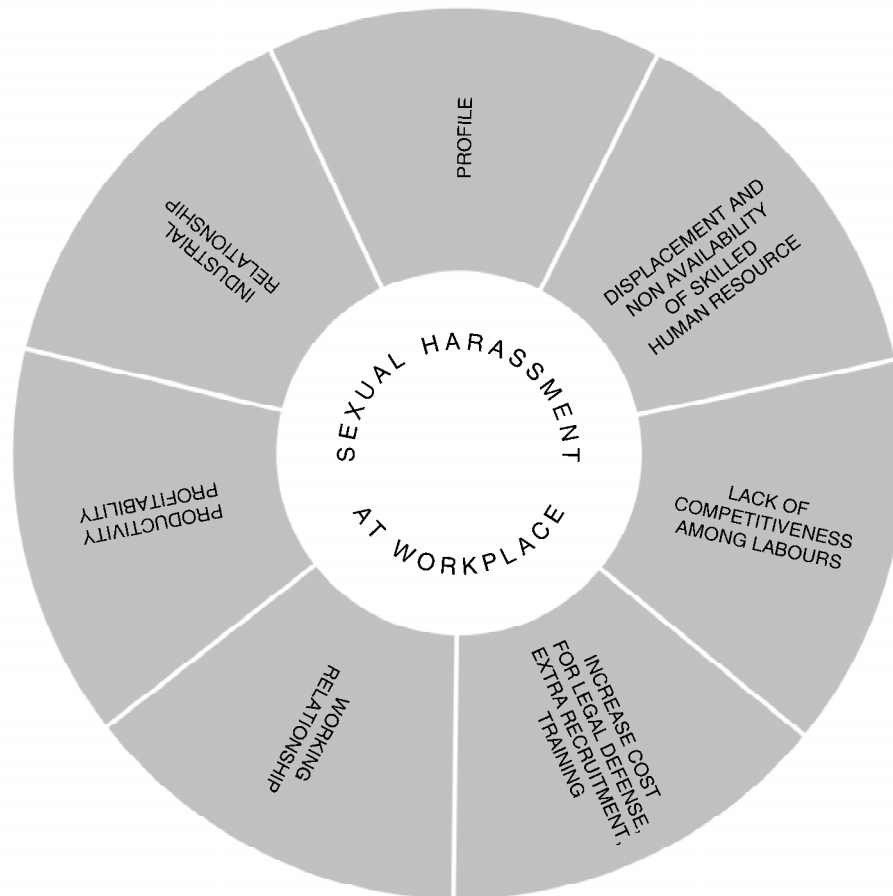 SEXUAL HARASSMENT
AT WORKPLACE
PROFILE
DISPLACEMENT AND
NON AVAILABILITY
OF SKILLED
HUMAN RESOURCE
LACK OF
COMPETITIVENESS
AMONG LABOURS
INCREASE COST
FOR LEGAL DEFENSE,
EXTRA RECRUITMENT,
TRAINING
WORKING
RELATIONSHIP
PRODUCTIVITY
PROFITABILITY
INDUSTRIAL
RELATIONSHIP